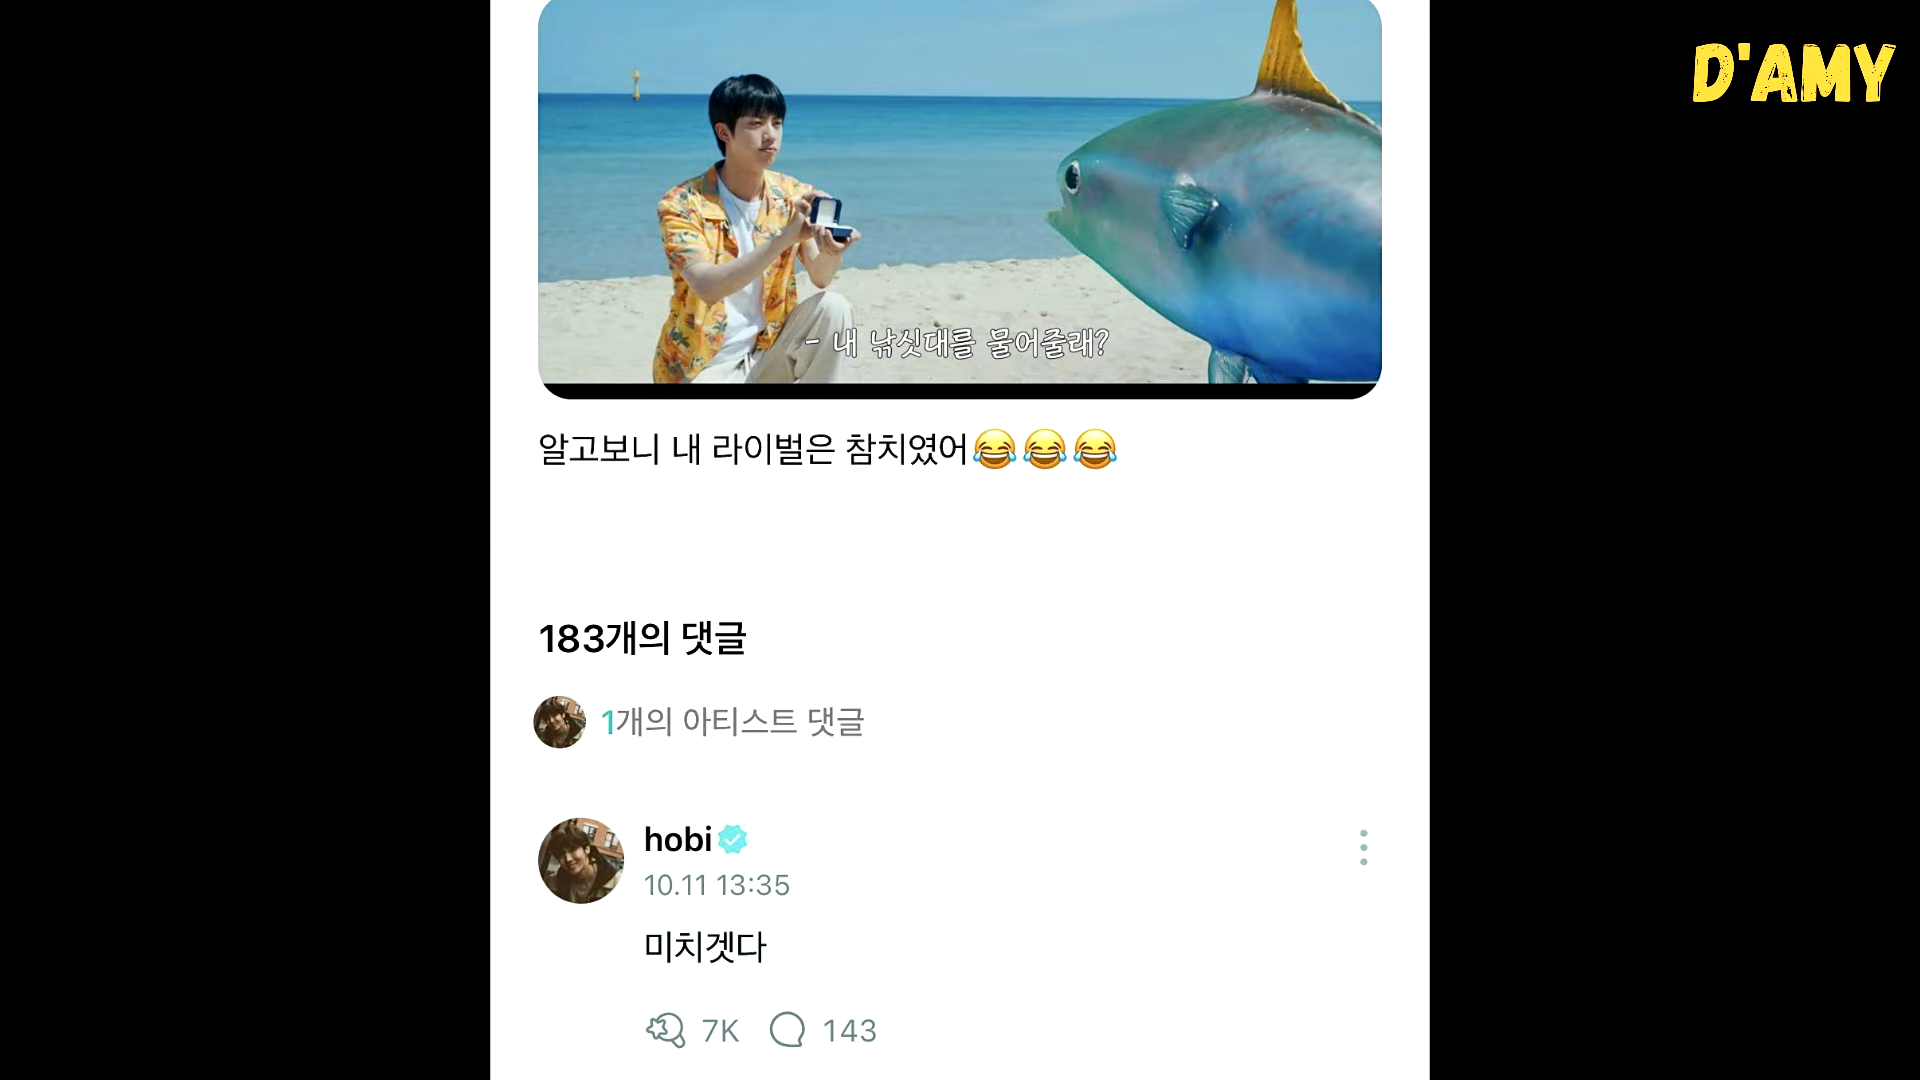 D'AMY
- 내 낚싯대를 물어줄래?
알고보니 내 라이벌은 참치였어😂😂😂
183개의 댓글
1개의 아티스트 댓글
hobi
10.11 13:35
미치겟다
7K 143